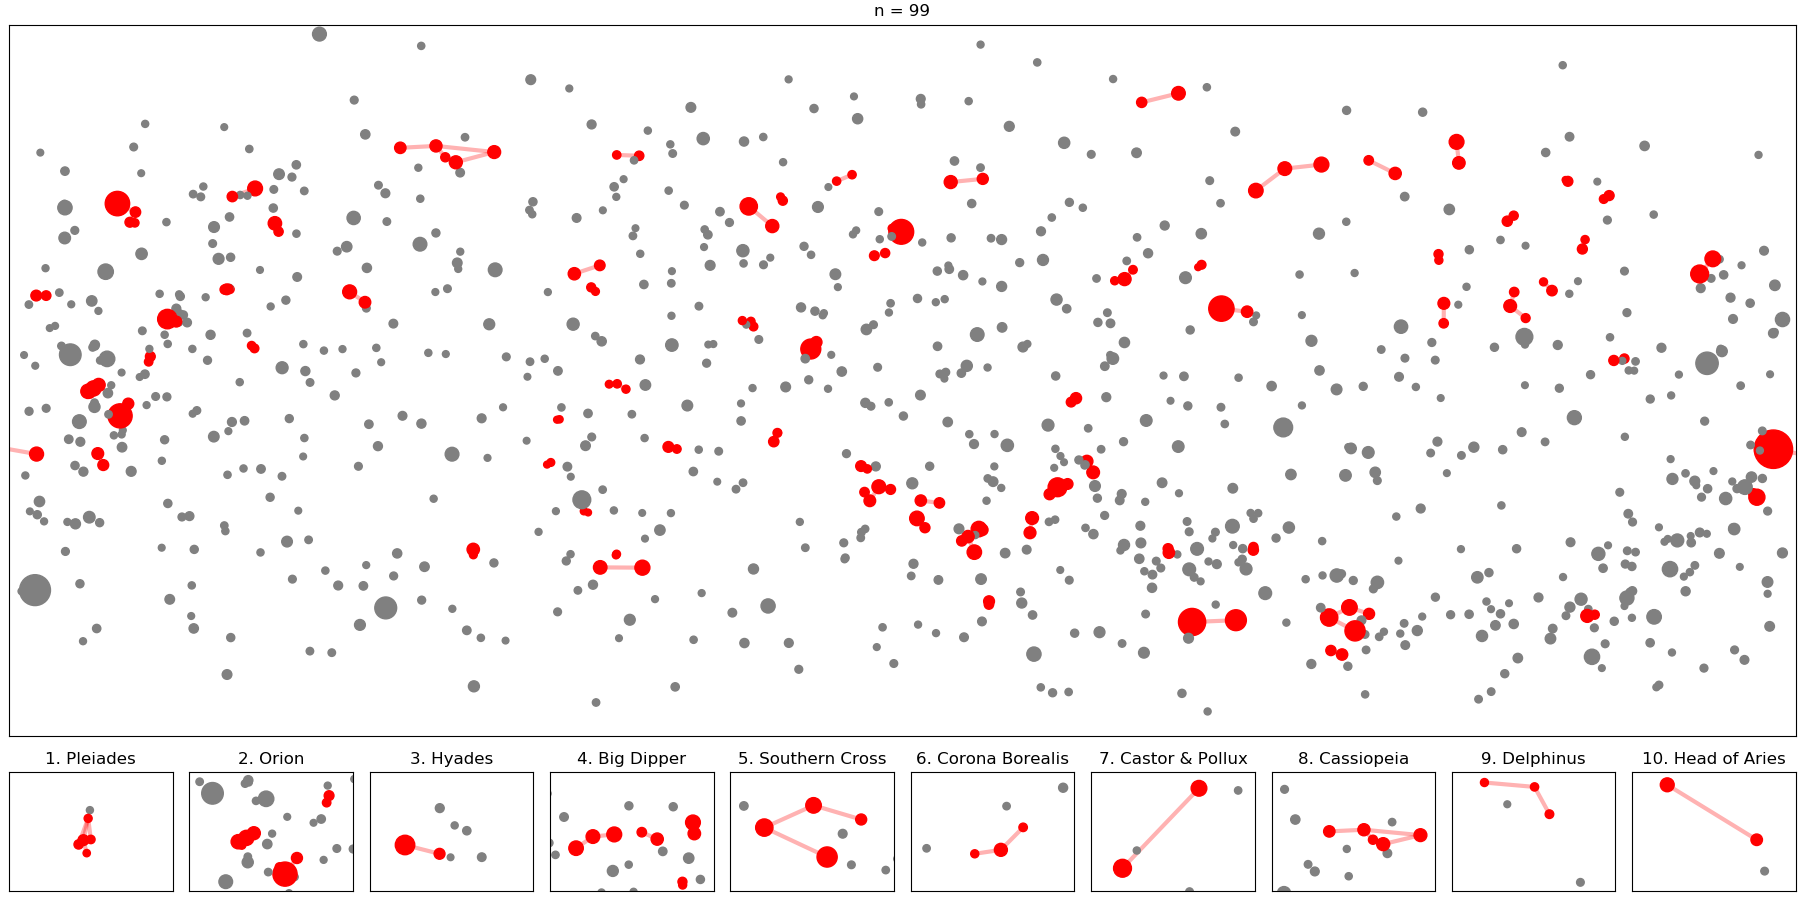 n = 99
1. Pleiades
2. Orion
3. Hyades
4. Big Dipper
5. Southern Cross
6. Corona Borealis
7. Castor & Pollux
8. Cassiopeia
9. Delphinus
10. Head of Aries